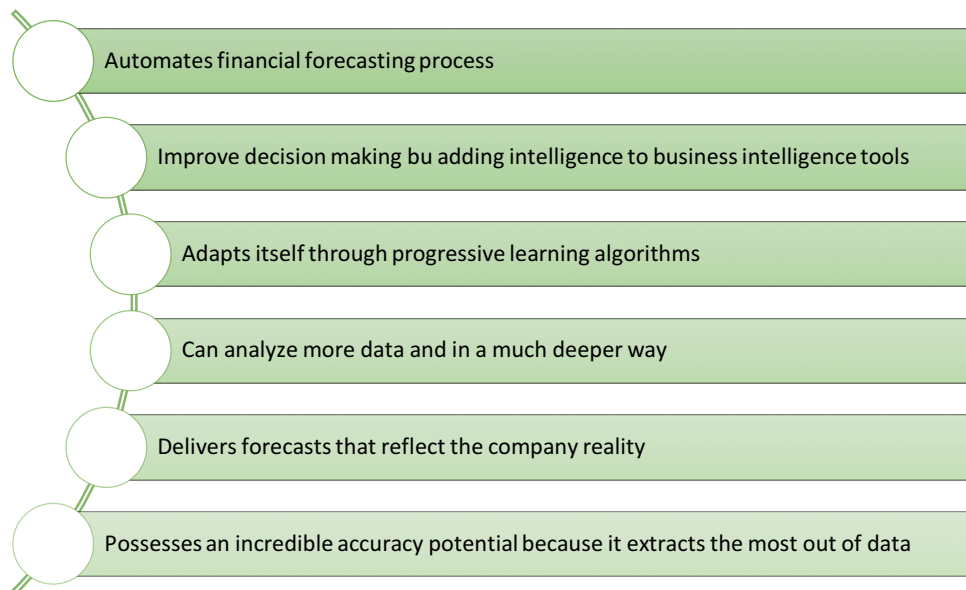 Automates financial forecasting process
Improve decision making bu adding intelligence to business intelligence tools
Adapts itself through progressive learning algorithms
Can analyze more data and in a much deeper way
Delivers forecasts that reflect the company reality
Possesses an incredible accuracy potential because it extracts the most out of data